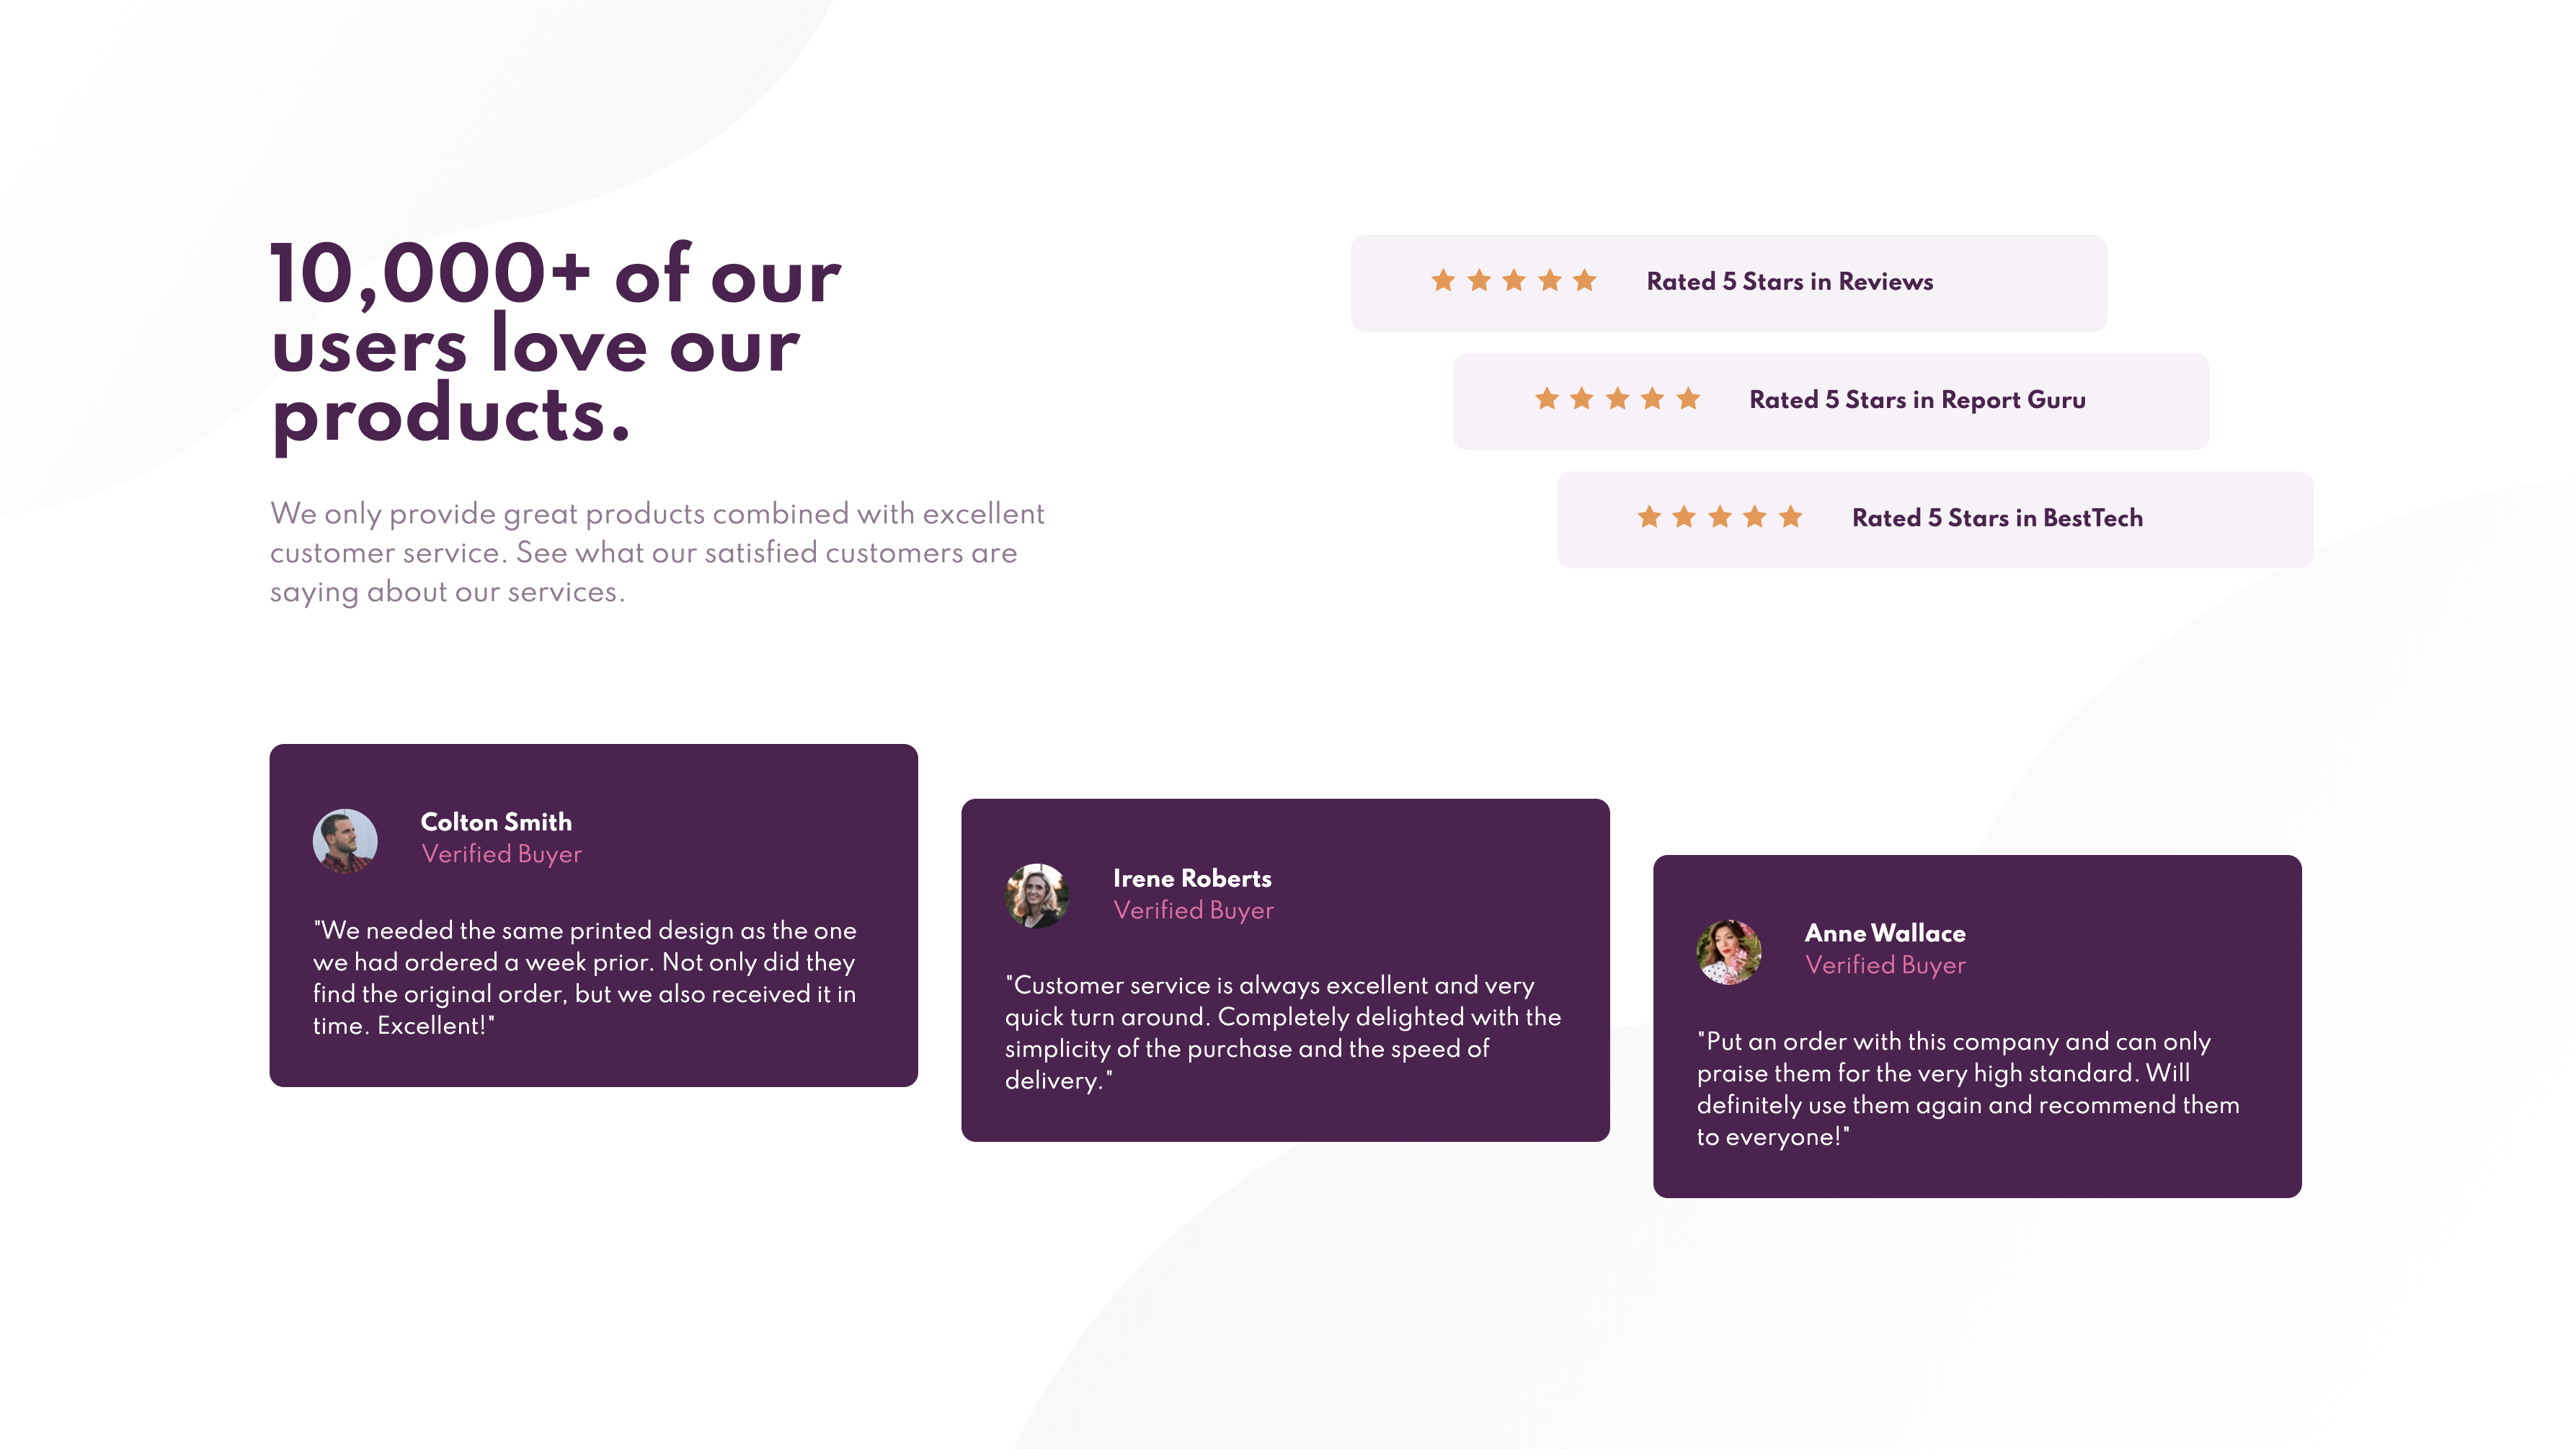 10,000+ of our
users love our
products.
We only provide great products combined with excellent
customer service. See what our satisfied customers are
saying about our services.
Rated 5 Stars in Reviews
Rated 5 Stars in Report Guru
Rated 5 Stars in BestTech
Colton Smith
Verified Buyer
"We needed the same printed design as the one
we had ordered a week prior. Not only did they
find the original order, but we also received it in
time. Excellent!"
Irene Roberts
Verified Buyer
"Customer service is always excellent and very
quick turn around. Completely delighted with the
simplicity of the purchase and the speed of
delivery."
Anne Wallace
Verified Buyer
"Put an order with this company and can only
praise them for the very high standard. Will
definitely use them again and recommend them
to everyone!"